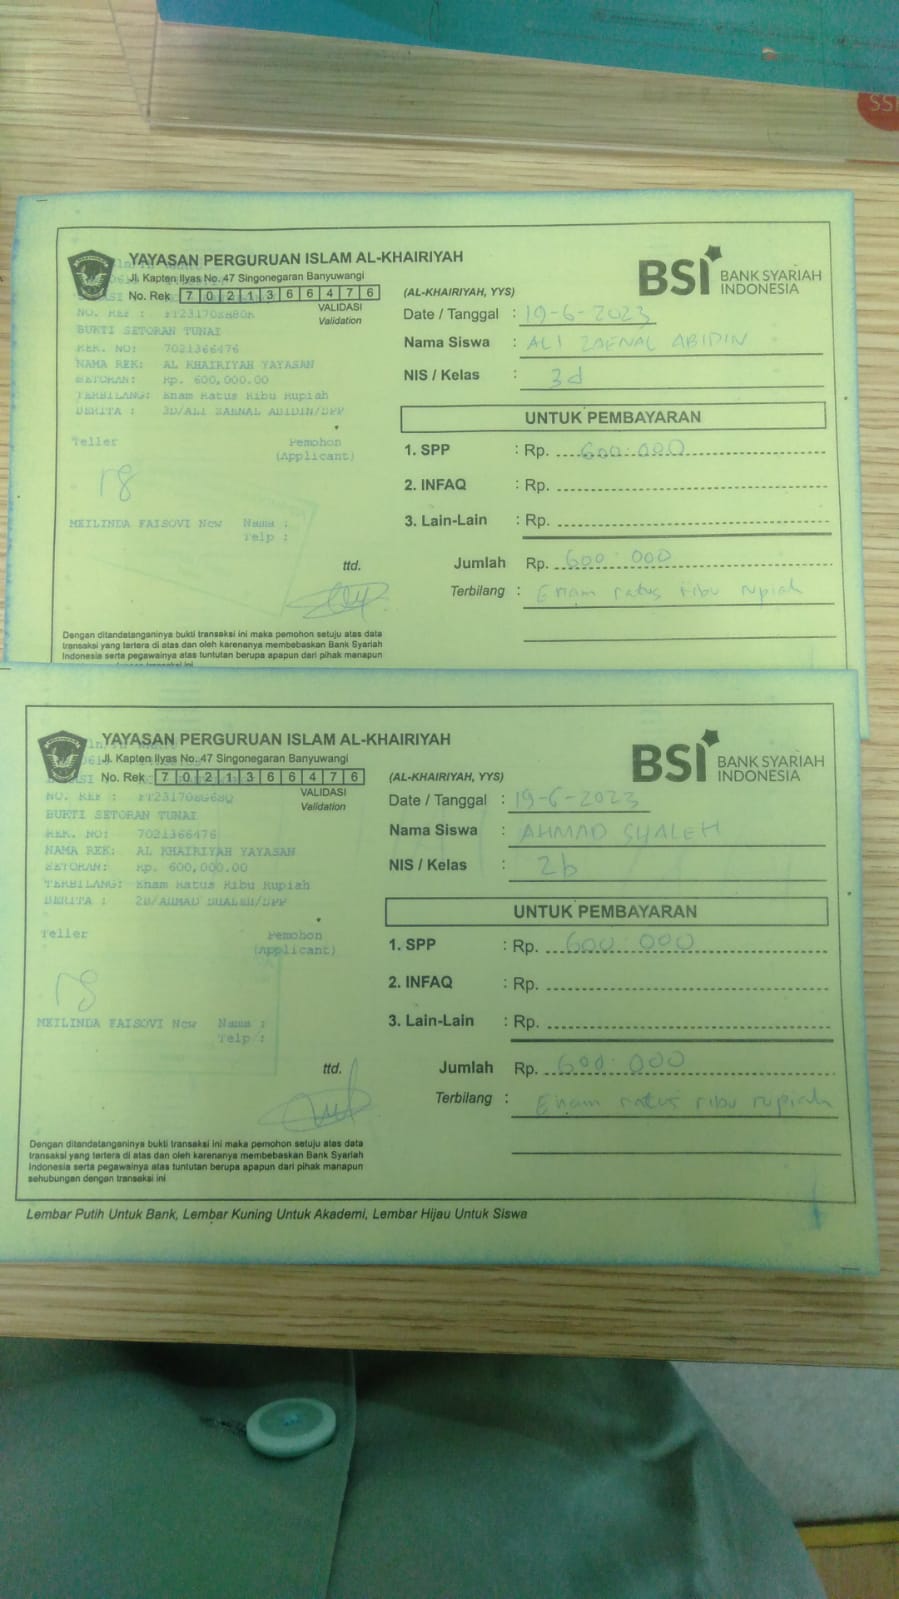 YAYASAN PERGURUAN ISLAM AL-KHAIRIYAH
Jl. Kapten Ilyas No. 47 Singonegaran Banyuwangi
No. Rek 7 0 2 1 3 6 6 4 7 6
VALIDASI
Validation
NO. REF :
BUKTI SETORAN TUNAI
REK. NO: 7021366476
NAMA REK: AL KHAIRIYAH YAYASAN
SETORAN: Rp. 600,000.00
TERBILANG: Enam Ratus Ribu Rupiah
BERITA : 3D/ALI ZAENAL ABIDIN/SPP
Teller Pemohon
(Applicant)
MEILINDA FAISOVI New Nama :
Telp :
ttd.
Dengan ditandatanganinya bukti transaksi ini maka pemohon setuju atas data
transaksi yang tertera di atas dan oleh karenanya membebaskan Bank Syariah
Indonesia serta pegawainya atas tuntutan berupa apapun dari pihak manapun
BSI BANK SYARIAH
INDONESIA
(AL-KHAIRIYAH, YYS)
Date / Tanggal : 19-6-2023
Nama Siswa : ALI ZAENAL ABIDIN
NIS / Kelas : 3d
UNTUK PEMBAYARAN
1. SPP : Rp. 600.000
2. INFAQ : Rp.
3. Lain-Lain : Rp.
Jumlah Rp. 600.000
Terbilang : Enam ratus ribu rupiah
YAYASAN PERGURUAN ISLAM AL-KHAIRIYAH
Jl. Kapten Ilyas No. 47 Singonegaran Banyuwangi
No. Rek 7 0 2 1 3 6 6 4 7 6
VALIDASI
Validation
NO. REF :
BUKTI SETORAN TUNAI
REK. NO: 7021366476
NAMA REK: AL KHAIRIYAH YAYASAN
SETORAN: Rp. 600,000.00
TERBILANG: Enam Ratus Ribu Rupiah
BERITA : 2B/AHMAD SHALEH/SPP
Teller Pemohon
(Applicant)
MEILINDA FAISOVI New Nama :
Telp :
ttd.
Dengan ditandatanganinya bukti transaksi ini maka pemohon setuju atas data
transaksi yang tertera di atas dan oleh karenanya membebaskan Bank Syariah
Indonesia serta pegawainya atas tuntutan berupa apapun dari pihak manapun
sehubungan dengan transaksi ini
BSI BANK SYARIAH
INDONESIA
(AL-KHAIRIYAH, YYS)
Date / Tanggal : 19-6-2023
Nama Siswa : AHMAD SHALEH
NIS / Kelas : 2b
UNTUK PEMBAYARAN
1. SPP : Rp. 600.000
2. INFAQ : Rp.
3. Lain-Lain : Rp.
Jumlah Rp. 600.000
Terbilang : Enam ratus ribu rupiah
Lembar Putih Untuk Bank, Lembar Kuning Untuk Akademi, Lembar Hijau Untuk Siswa